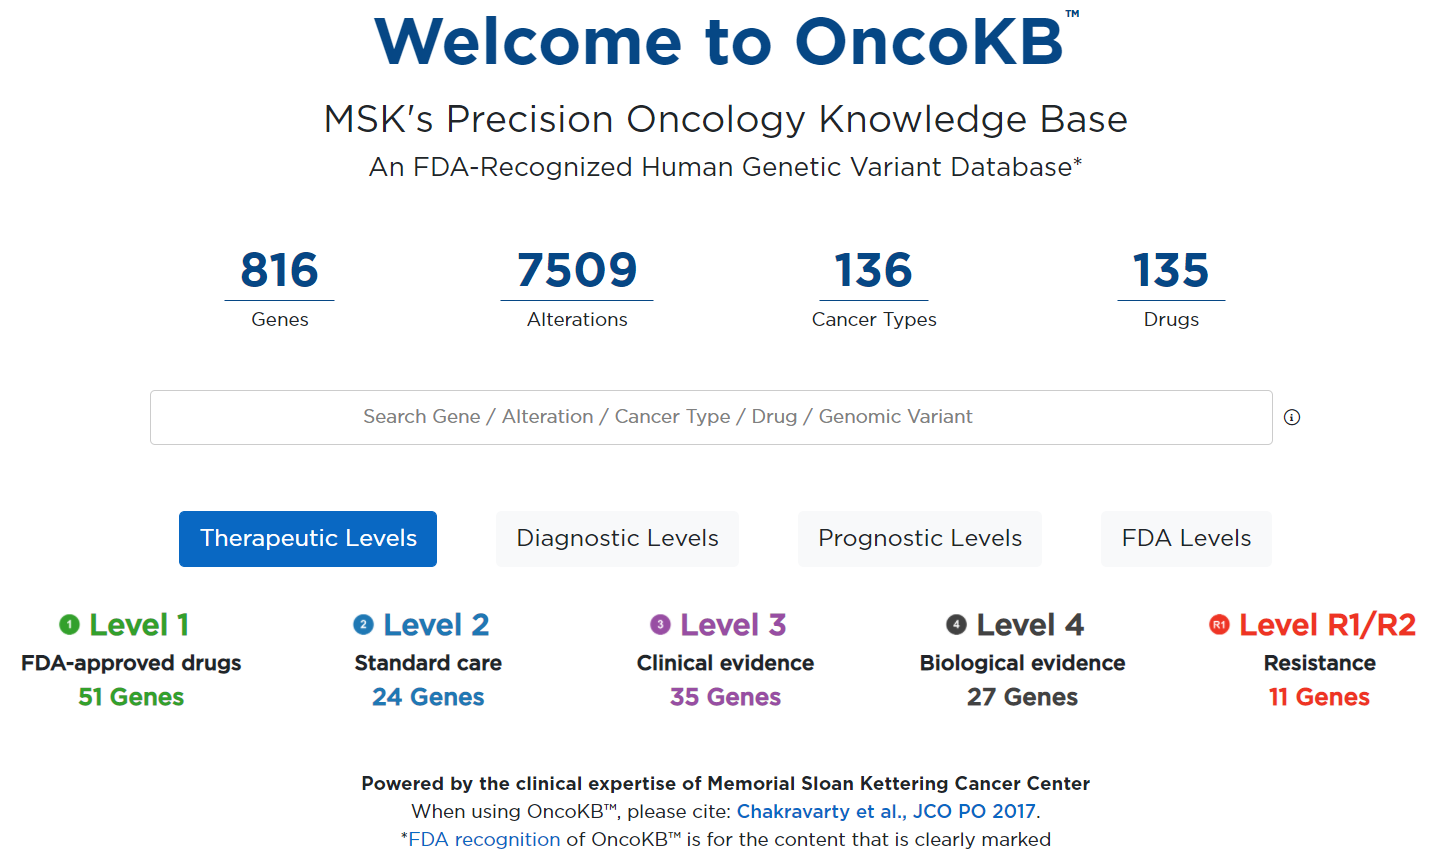 Welcome to OncoKB™
MSK's Precision Oncology Knowledge Base
An FDA-Recognized Human Genetic Variant Database*
816 7509 136 135
Genes Alterations Cancer Types Drugs
Search Gene / Alteration / Cancer Type / Drug / Genomic Variant
Therapeutic Levels Diagnostic Levels Prognostic Levels FDA Levels
1 Level 1 2 Level 2 3 Level 3 4 Level 4 R1 Level R1/R2
FDA-approved drugs Standard care Clinical evidence Biological evidence Resistance
51 Genes 24 Genes 35 Genes 27 Genes 11 Genes
Powered by the clinical expertise of Memorial Sloan Kettering Cancer Center
When using OncoKB™, please cite: Chakravarty et al., JCO PO 2017.
*FDA recognition of OncoKB™ is for the content that is clearly marked